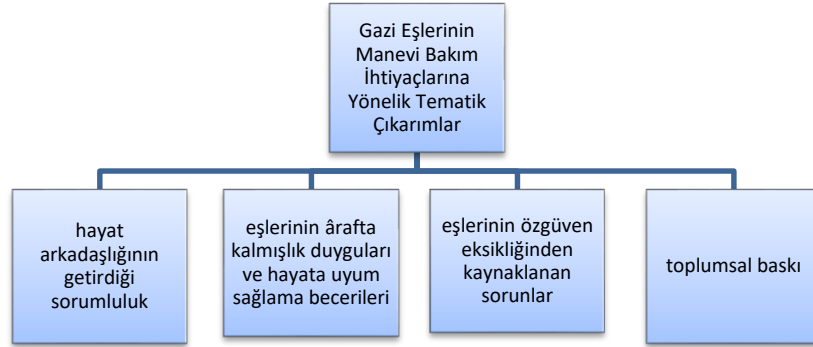 Gazi Eşlerinin
Manevi Bakım
İhtiyaçlarına
Yönelik Tematik
Çıkarımlar
hayat
arkadaşlığının
getirdiği
sorumluluk
eşlerinin ârafta
kalmışlık duyguları
ve hayata uyum
sağlama becerileri
eşlerinin özgüven
eksikliğinden
kaynaklanan
sorunlar
toplumsal baskı